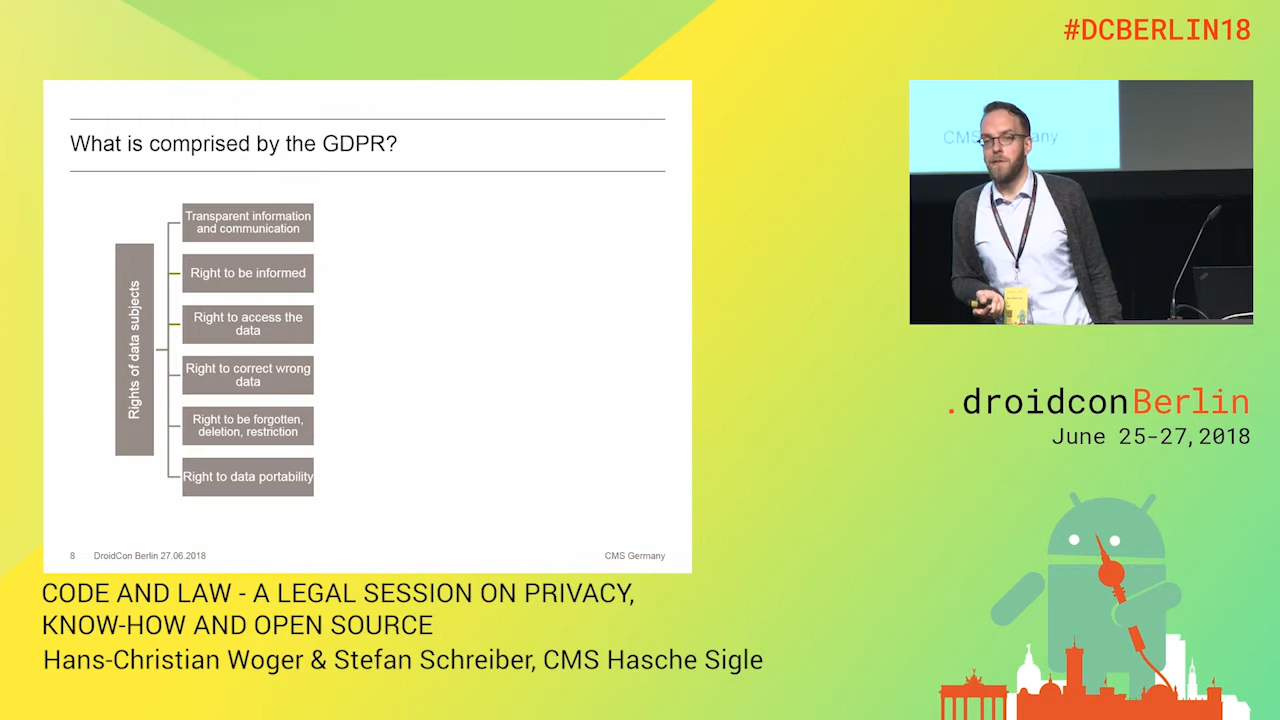 #DCBERLIN18
What is comprised by the GDPR?
Rights of data subjects
Transparent information
and communication
Right to be informed
Right to access the
data
Right to correct wrong
data
Right to be forgotten,
deletion, restriction
Right to data portability
8 DroidCon Berlin 27.06.2018 CMS Germany
CMS Germany
.droidconBerlin
June 25-27, 2018
CODE AND LAW - A LEGAL SESSION ON PRIVACY,
KNOW-HOW AND OPEN SOURCE
Hans-Christian Woger & Stefan Schreiber, CMS Hasche Sigle